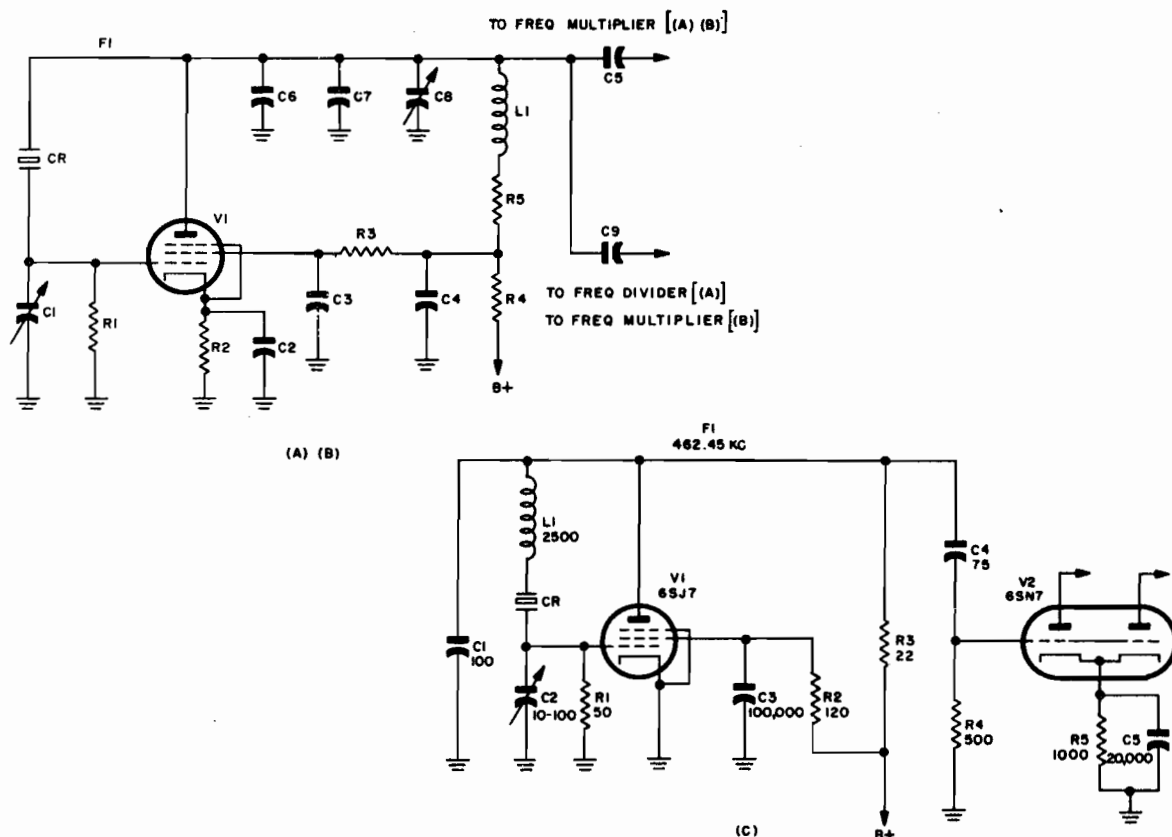 TO FREQ MULTIPLIER [(A) (B)]
F1
C5
C6
C7
C8
L1
CR
R5
V1
R3
C9
C1
R1
C3
C4
R4
TO FREQ DIVIDER [(A)]
TO FREQ MULTIPLIER [(B)]
R2
C2
B+
(A) (B)
F1
462.45 KC
L1
2500
C4
75
CR
V1
6SJ7
V2
6SN7
C1
100
R3
22
C2
10-100
R1
50
C3
100,000
R2
120
R4
500
R5
1000
C5
20,000
B+
(C)